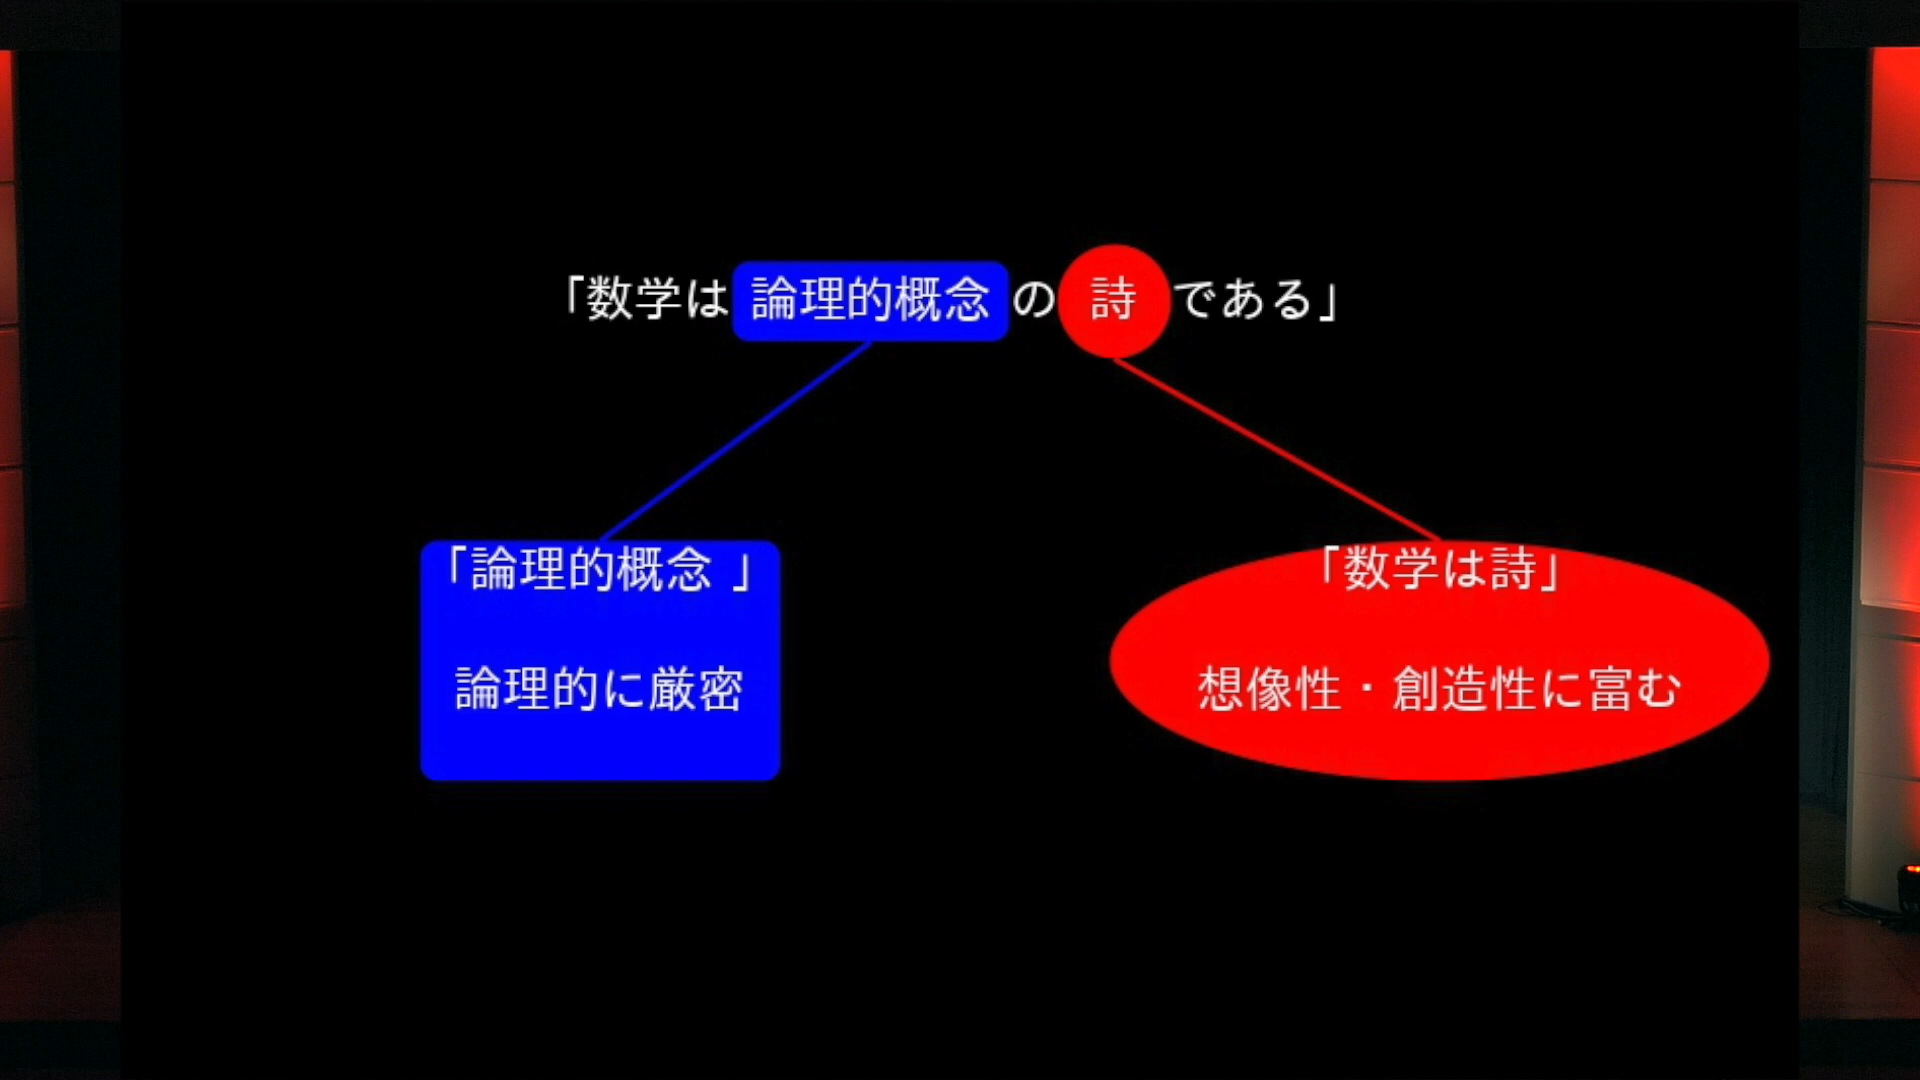 「数学は 論理的概念 の 詩 である」
「論理的概念 」
論理的に厳密
「数学は詩」
想像性・創造性に富む